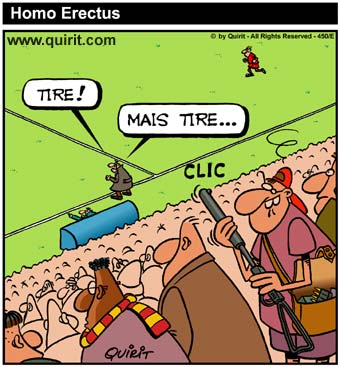 Homo Erectus
© by Quirit - All Rights Reserved - 450/E
www.quirit.com
TIRE!
MAIS TIRE...
CLIC
QUIRIT